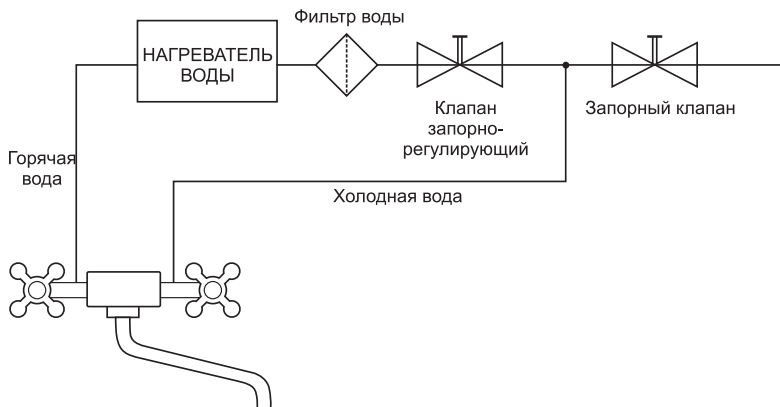 Фильтр воды
НАГРЕВАТЕЛЬ
ВОДЫ
Клапан
запорно-
регулирующий
Запорный клапан
Горячая
вода
Холодная вода